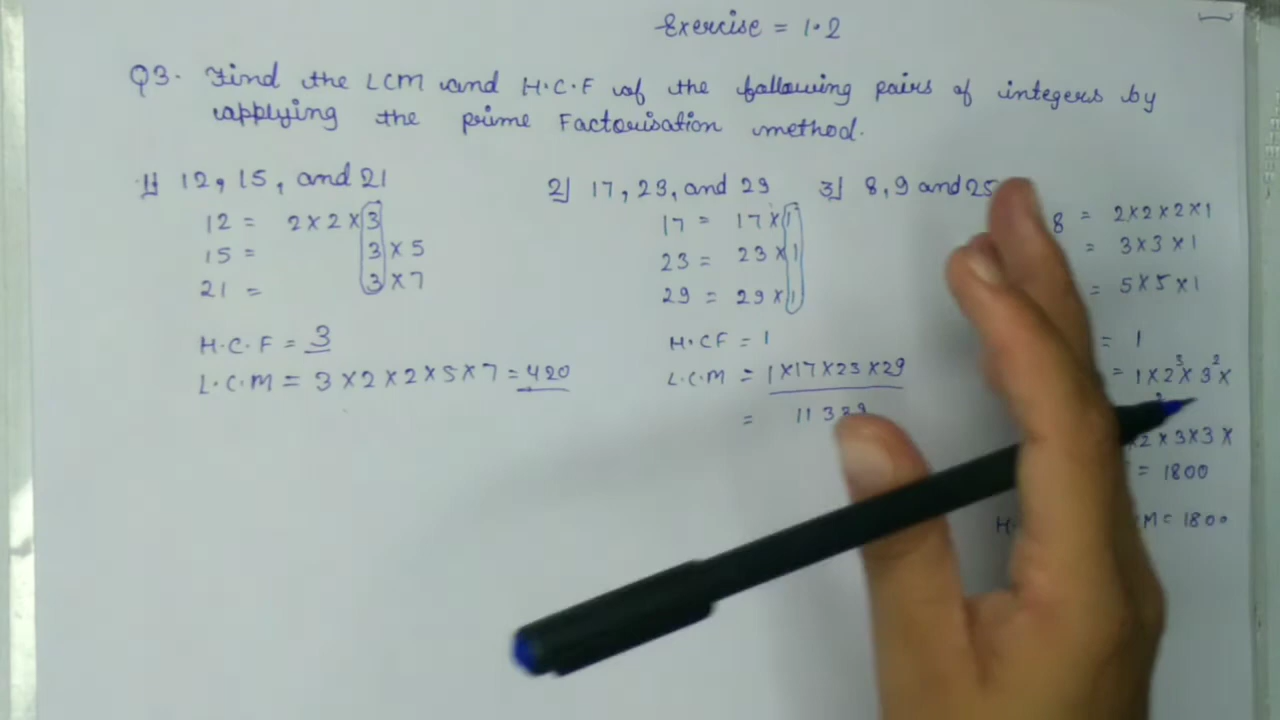 Exercise = 1.2
Q3. Find the LCM and H.C.F of the following pairs of integers by
applying the prime Factorisation method.
1) 12, 15, and 21
12 = 2 × 2 × 3
15 = 3 × 5
21 = 3 × 7
H.C.F = 3
L.C.M = 3 × 2 × 2 × 5 × 7 = 420
2) 17, 23, and 29
17 = 17 × 1
23 = 23 × 1
29 = 29 × 1
H.CF = 1
L.C.M = 1 × 17 × 23 × 29
= 113
3) 8, 9 and 25
8 = 2×2×2×1
= 3×3×1
= 5×5×1
= 1
= 1 × 2³ × 3² ×
×2 × 3×3 ×
= 1800
M = 1800